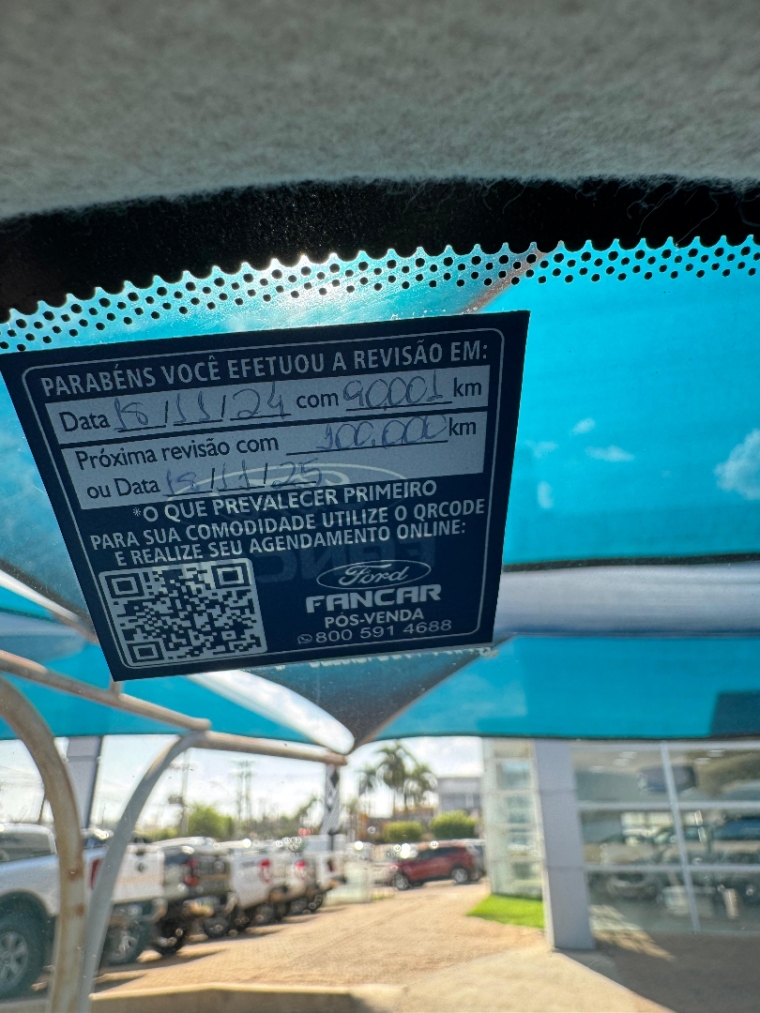 PARABÉNS VOCÊ EFETUOU A REVISÃO EM:
Data 18/11/24 com 90.001 km
Próxima revisão com 100.000 km
ou Data 18/11/25
*O QUE PREVALECER PRIMEIRO
PARA SUA COMODIDADE UTILIZE O QRCODE
E REALIZE SEU AGENDAMENTO ONLINE:
Ford
FANCAR
PÓS-VENDA
800 591 4688